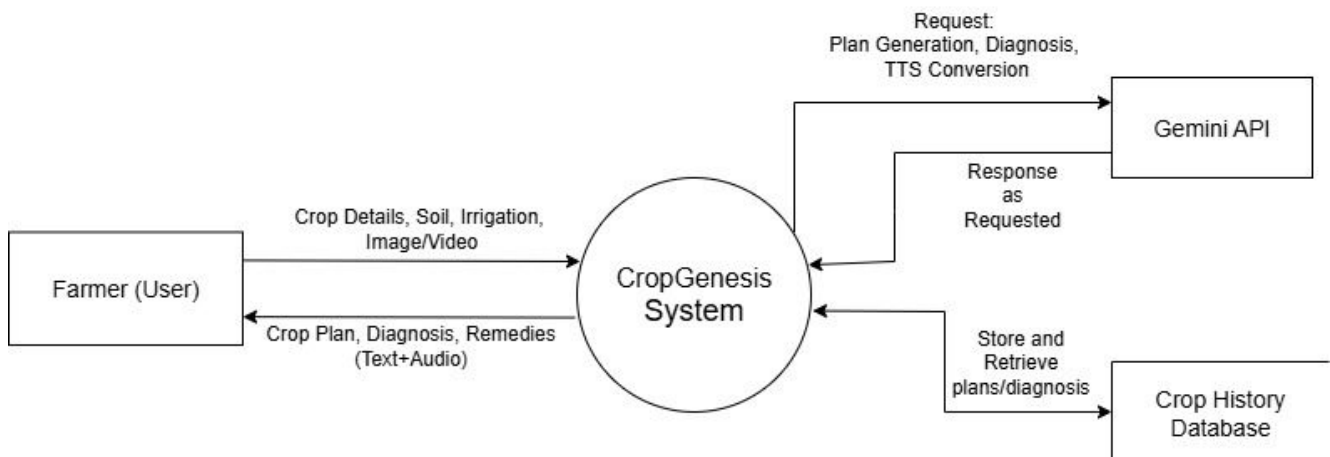 Request:
Plan Generation, Diagnosis,
TTS Conversion
Gemini API
Response
as
Requested
Crop Details, Soil, Irrigation,
Image/Video
Farmer (User)
CropGenesis
System
Crop Plan, Diagnosis, Remedies
(Text+Audio)
Store and
Retrieve
plans/diagnosis
Crop History
Database